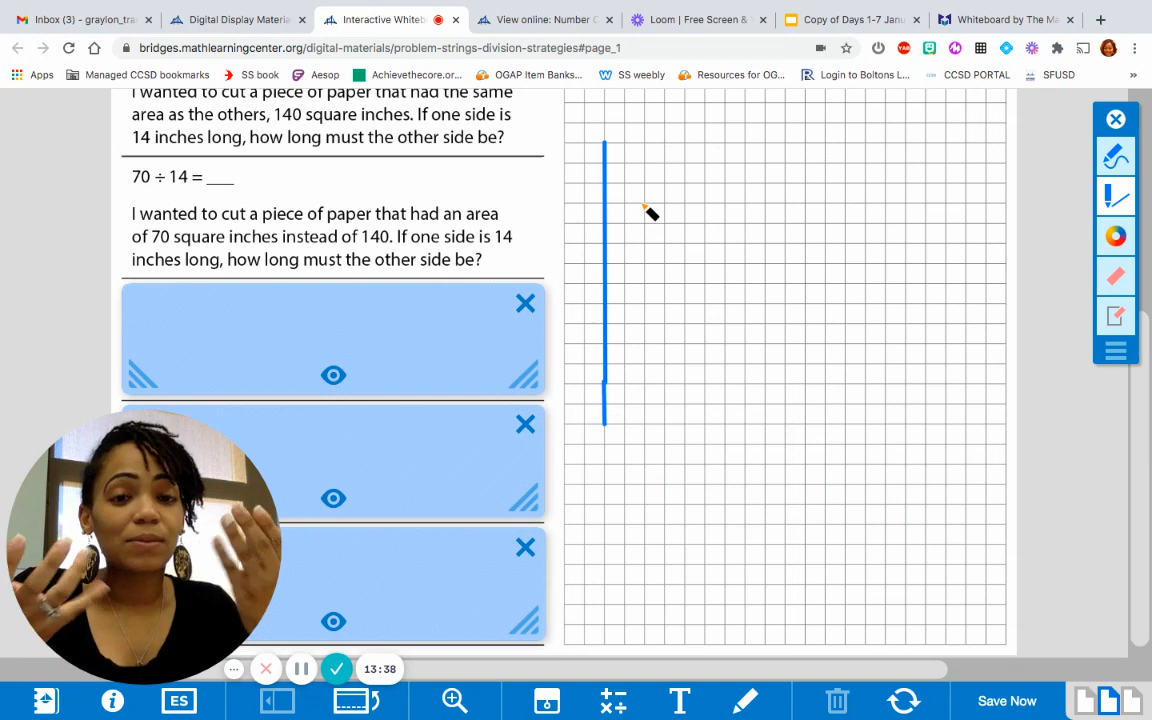 Inbox (3) - graylon_tra
Digital Display Materia
Interactive Whiteb
View online: Number C
Loom | Free Screen &
Copy of Days 1-7 Janu
Whiteboard by The Ma
bridges.mathlearningcenter.org/digital-materials/problem-strings-division-strategies#page_1
Apps
Managed CCSD bookmarks
SS book
Aesop
Achievethecore.or...
OGAP Item Banks...
SS weekly
Resources for OG...
Login to Boltons L...
CCSD PORTAL
SFUSD
»
I wanted to cut a piece of paper that had the same
area as the others, 140 square inches. If one side is
14 inches long, how long must the other side be?
70 ÷ 14 = ___
I wanted to cut a piece of paper that had an area
of 70 square inches instead of 140. If one side is 14
inches long, how long must the other side be?
13:38
ES
T
Save Now